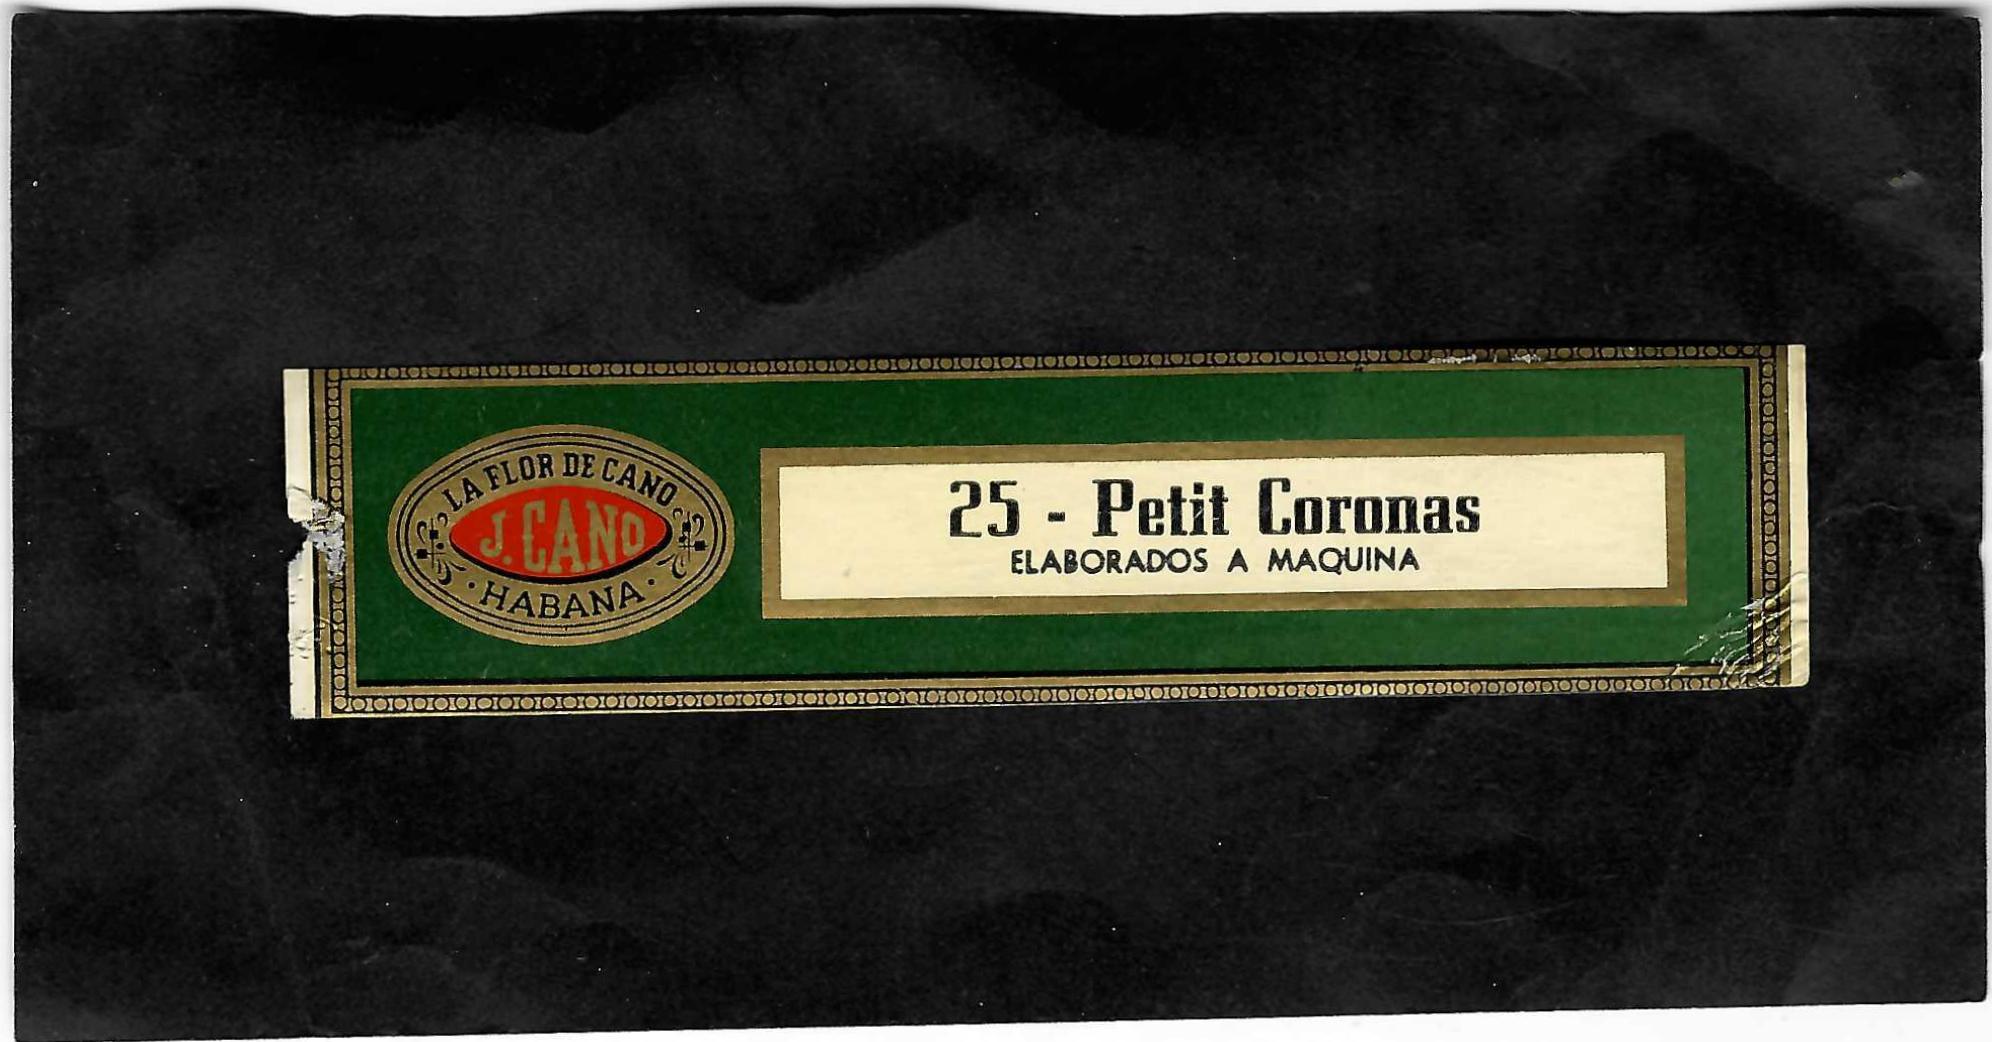 LA FLOR DE CANO
J. CANO
· HABANA ·
25 - Petit Coronas
ELABORADOS A MAQUINA